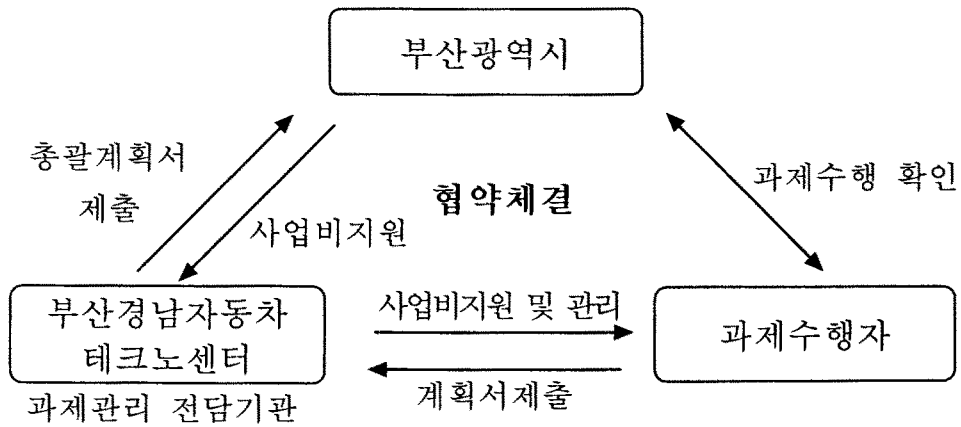 부산광역시
총괄계획서
제출
협약체결
과제수행 확인
사업비지원
부산경남자동차
테크노센터
사업비지원 및 관리
과제수행자
계획서제출
과제관리 전담기관